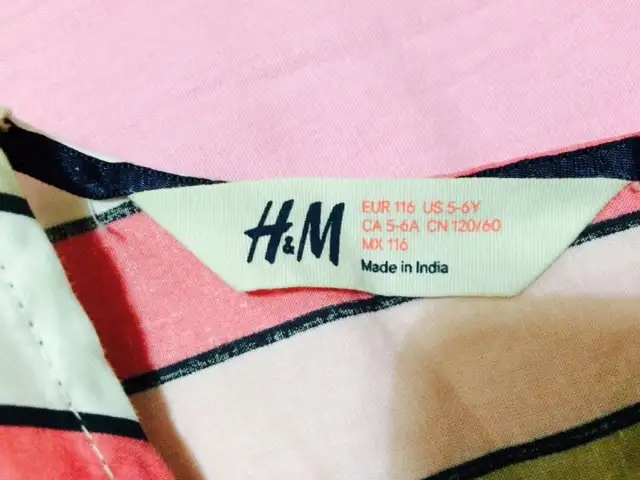 H&M
EUR 116 US 5-6Y
CA 5-6A CN 120/60
MX 116
Made in India